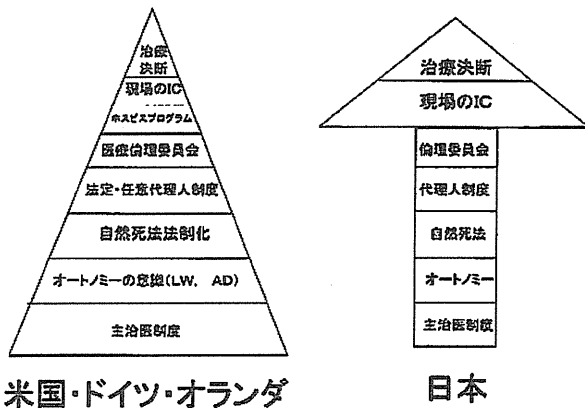 治療
決断
現場のIC
ホスピスプログラム
医療倫理委員会
法定・任意代理人制度
自然死法法制化
オートノミーの意識(LW, AD)
主治医制度
米国・ドイツ・オランダ
治療決断
現場のIC
倫理委員会
代理人制度
自然死法
オートノミー
主治医制度
日本